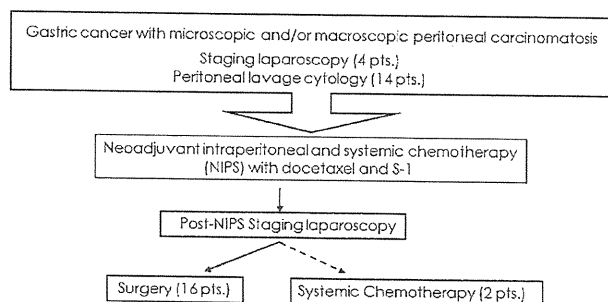 Gastric cancer with microscopic and/or macroscopic peritoneal carcinomatosis
Staging laparoscopy (4 pts.)
Peritoneal lavage cytology (14 pts.)
Neoadjuvant intraperitoneal and systemic chemotherapy
(NIPS) with docetaxel and S-1
Post-NIPS Staging laparoscopy
Surgery (16 pts.)
Systemic Chemotherapy (2 pts.)